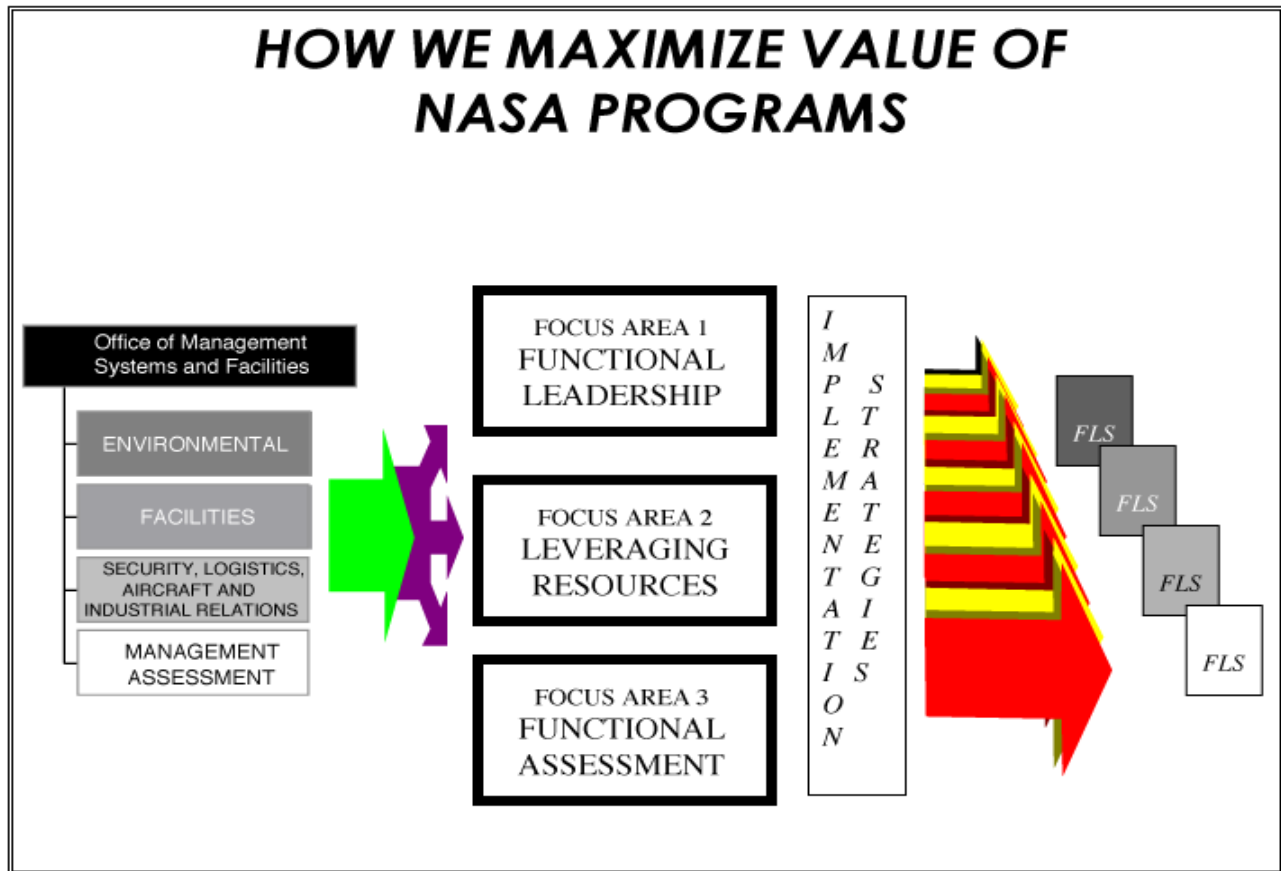 HOW WE MAXIMIZE VALUE OF
NASA PROGRAMS
Office of Management
Systems and Facilities
ENVIRONMENTAL
FACILITIES
SECURITY, LOGISTICS,
AIRCRAFT AND
INDUSTRIAL RELATIONS
MANAGEMENT
ASSESSMENT
FOCUS AREA 1
FUNCTIONAL
LEADERSHIP
FOCUS AREA 2
LEVERAGING
RESOURCES
FOCUS AREA 3
FUNCTIONAL
ASSESSMENT
IMPLEMENTATION
STRATEGIES
FLS
FLS
FLS
FLS